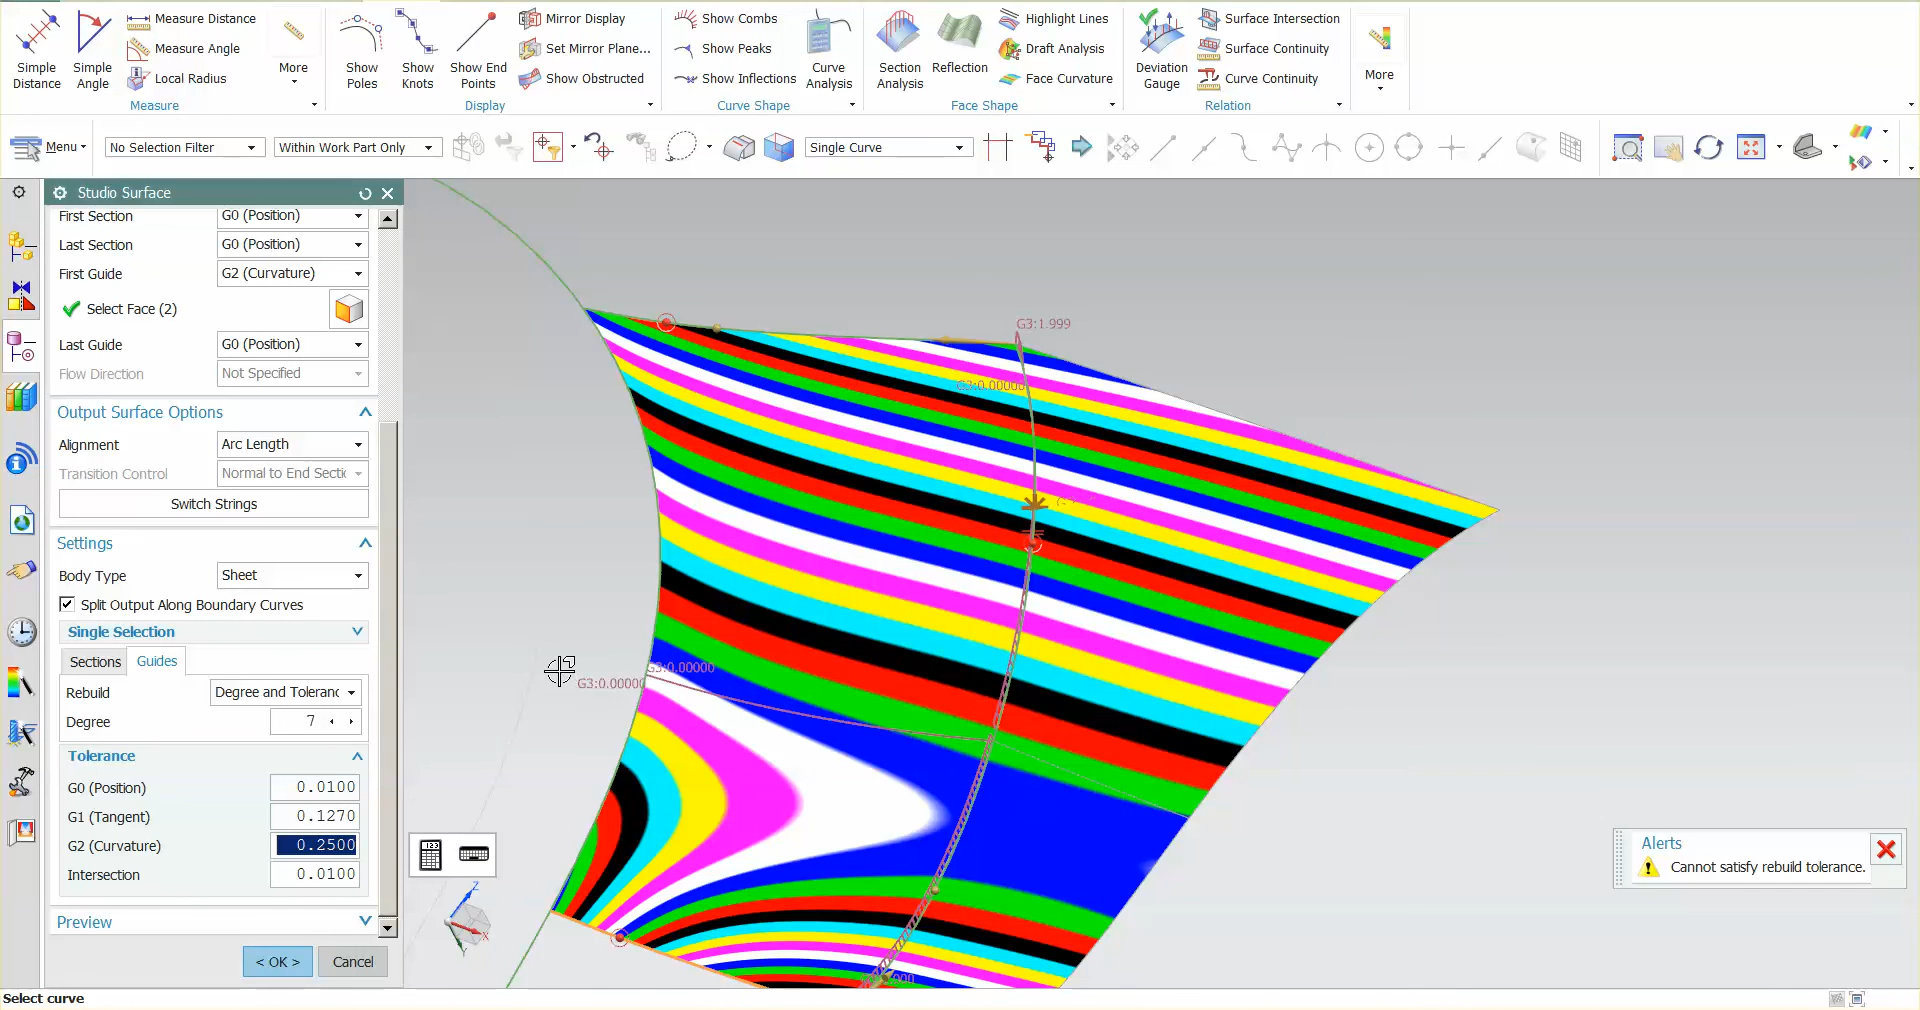 Simple Distance
Simple Angle
Measure Distance
Measure Angle
Local Radius
More
Measure
Show Poles
Show Knots
Show End Points
Mirror Display
Set Mirror Plane...
Show Obstructed
Display
Show Combs
Show Peaks
Show Inflections
Curve Analysis
Curve Shape
Section Analysis
Reflection
Highlight Lines
Draft Analysis
Face Curvature
Face Shape
Deviation Gauge
Surface Intersection
Surface Continuity
Curve Continuity
Relation
More
Menu
No Selection Filter
Within Work Part Only
Single Curve
Studio Surface
First Section G0 (Position)
Last Section G0 (Position)
First Guide G2 (Curvature)
Select Face (2)
Last Guide G0 (Position)
Flow Direction Not Specified
Output Surface Options
Alignment Arc Length
Transition Control Normal to End Sectic
Switch Strings
Settings
Body Type Sheet
Split Output Along Boundary Curves
Single Selection
Sections Guides
Rebuild Degree and Toleranc
Degree 7
Tolerance
G0 (Position) 0.0100
G1 (Tangent) 0.1270
G2 (Curvature) 0.2500
Intersection 0.0100
Preview
< OK > Cancel
Select curve
G3:1.999
G3:0.00000
G3:0.00000
G3:0.00000
123
Z
X
Y
Alerts
Cannot satisfy rebuild tolerance.